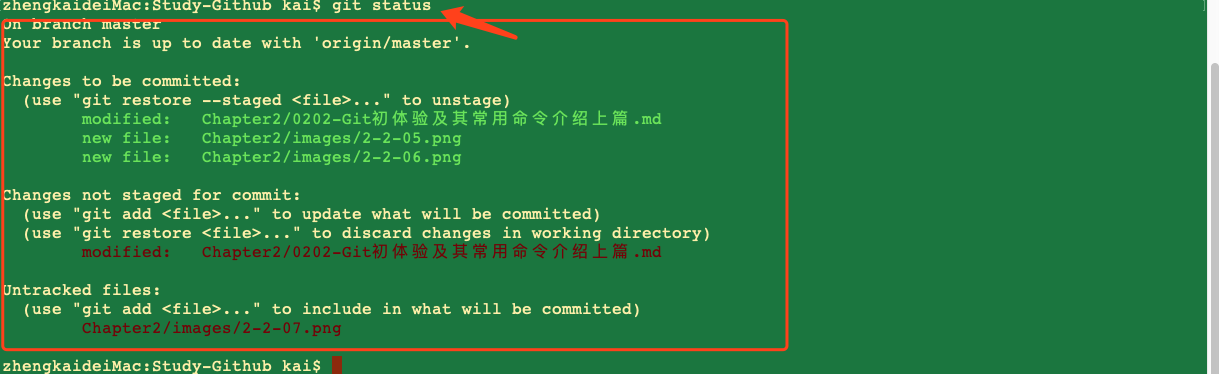 zhengkaideiMac:Study-Github kai$ git status
On branch master
Your branch is up to date with 'origin/master'.
Changes to be committed:
(use "git restore --staged <file>..." to unstage)
modified: Chapter2/0202-Git初体验及其常用命令介绍上篇.md
new file: Chapter2/images/2-2-05.png
new file: Chapter2/images/2-2-06.png
Changes not staged for commit:
(use "git add <file>..." to update what will be committed)
(use "git restore <file>..." to discard changes in working directory)
modified: Chapter2/0202-Git初体验及其常用命令介绍上篇.md
Untracked files:
(use "git add <file>..." to include in what will be committed)
Chapter2/images/2-2-07.png
zhengkaideiMac:Study-Github kai$